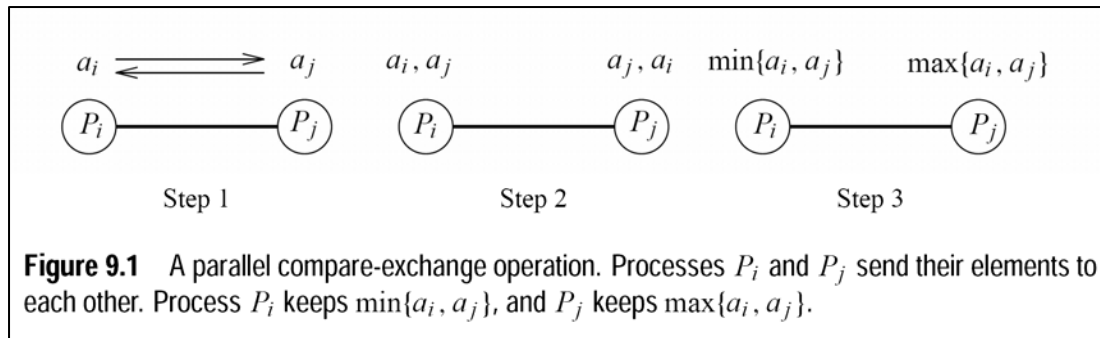 a_i a_j a_i, a_j a_j, a_i min{a_i, a_j} max{a_i, a_j}
P_i P_j P_i P_j P_i P_j
Step 1 Step 2 Step 3
Figure 9.1 A parallel compare-exchange operation. Processes P_i and P_j send their elements to
each other. Process P_i keeps min{a_i, a_j}, and P_j keeps max{a_i, a_j}.